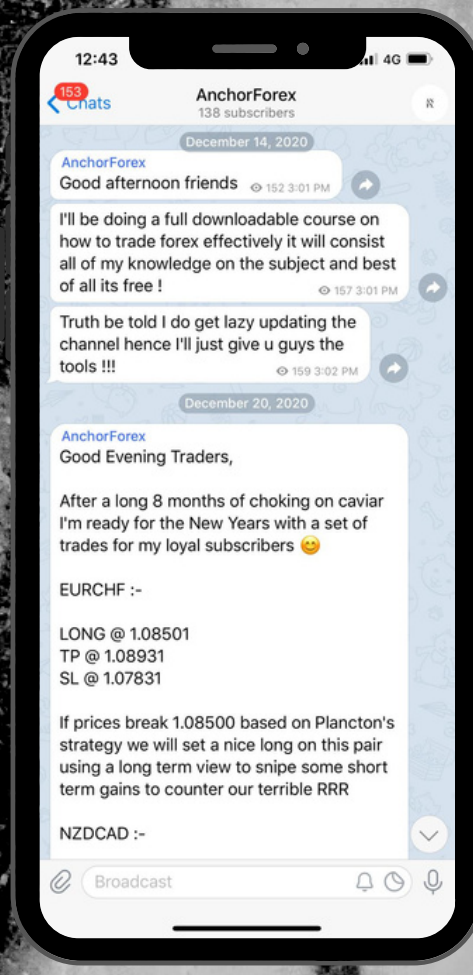 12:43
4G
153
Chats
AnchorForex
138 subscribers
December 14, 2020
AnchorForex
Good afternoon friends
152 3:01 PM
I'll be doing a full downloadable course on
how to trade forex effectively it will consist
all of my knowledge on the subject and best
of all its free !
157 3:01 PM
Truth be told I do get lazy updating the
channel hence I'll just give u guys the
tools !!!
159 3:02 PM
December 20, 2020
AnchorForex
Good Evening Traders,
After a long 8 months of choking on caviar
I'm ready for the New Years with a set of
trades for my loyal subscribers 😊
EURCHF :-
LONG @ 1.08501
TP @ 1.08931
SL @ 1.07831
If prices break 1.08500 based on Plancton's
strategy we will set a nice long on this pair
using a long term view to snipe some short
term gains to counter our terrible RRR
NZDCAD :-
Broadcast